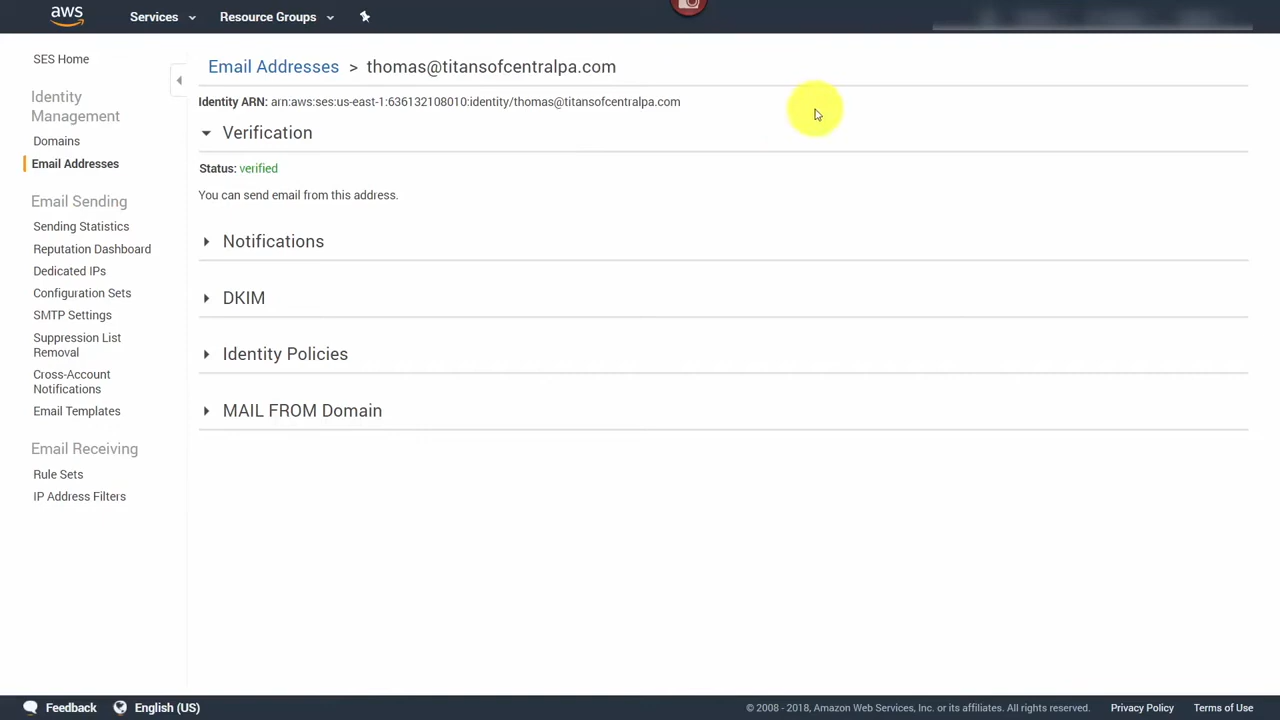 aws
Services
Resource Groups
SES Home
Identity
Management
Domains
Email Addresses
Email Sending
Sending Statistics
Reputation Dashboard
Dedicated IPs
Configuration Sets
SMTP Settings
Suppression List
Removal
Cross-Account
Notifications
Email Templates
Email Receiving
Rule Sets
IP Address Filters
Email Addresses > thomas@titansofcentralpa.com
Identity ARN: arn:aws:ses:us-east-1:636132108010:identity/thomas@titansofcentralpa.com
Verification
Status: verified
You can send email from this address.
Notifications
DKIM
Identity Policies
MAIL FROM Domain
Feedback
English (US)
© 2008 - 2018, Amazon Web Services, Inc. or its affiliates. All rights reserved.
Privacy Policy
Terms of Use